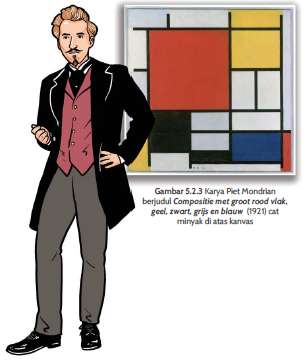 Gambar 5.2.3 Karya Piet Mondrian
berjudul Compositie met groot rood vlak,
geel, zwart, grijs en blauw (1921) cat
minyak di atas kanvas